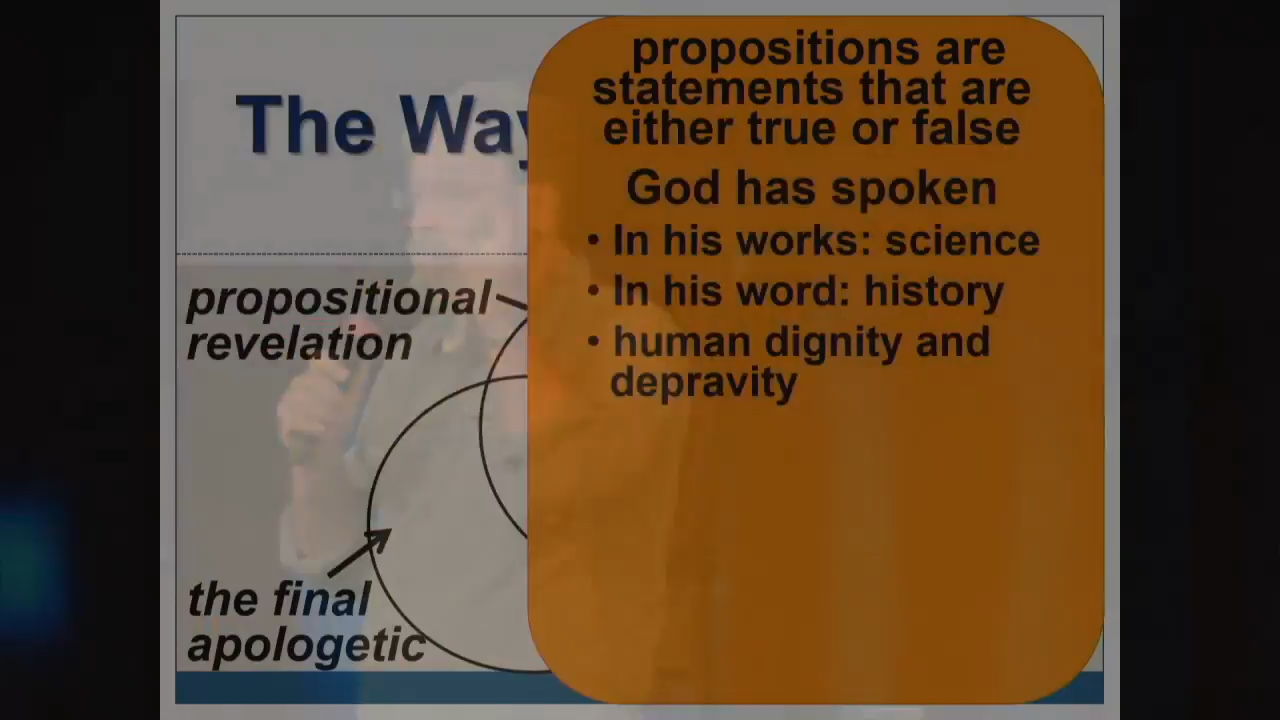 The Way
propositional
revelation
the final
apologetic
propositions are
statements that are
either true or false
God has spoken
• In his works: science
• In his word: history
• human dignity and
depravity